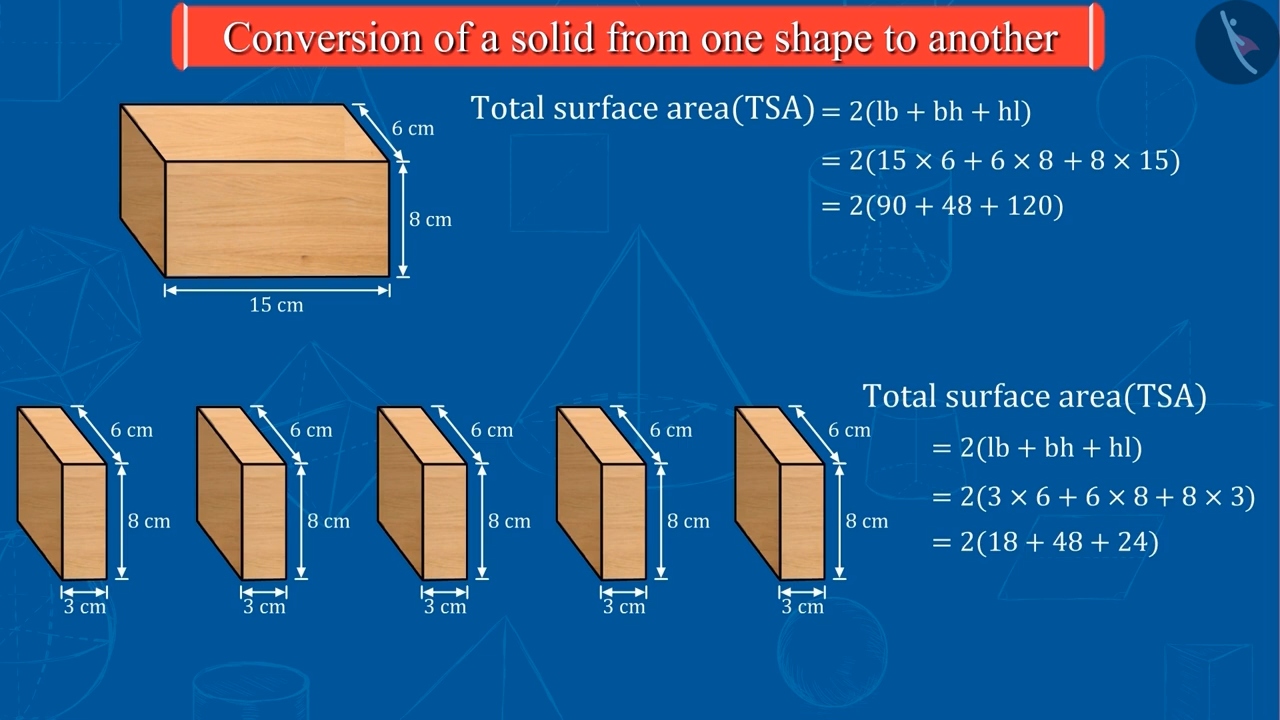 Conversion of a solid from one shape to another
Total surface area(TSA) = 2(lb + bh + hl)
= 2(15 × 6 + 6 × 8 + 8 × 15)
= 2(90 + 48 + 120)
6 cm
8 cm
15 cm
Total surface area(TSA)
= 2(lb + bh + hl)
= 2(3 × 6 + 6 × 8 + 8 × 3)
= 2(18 + 48 + 24)
6 cm
8 cm
3 cm
6 cm
8 cm
3 cm
6 cm
8 cm
3 cm
6 cm
8 cm
3 cm
6 cm
8 cm
3 cm